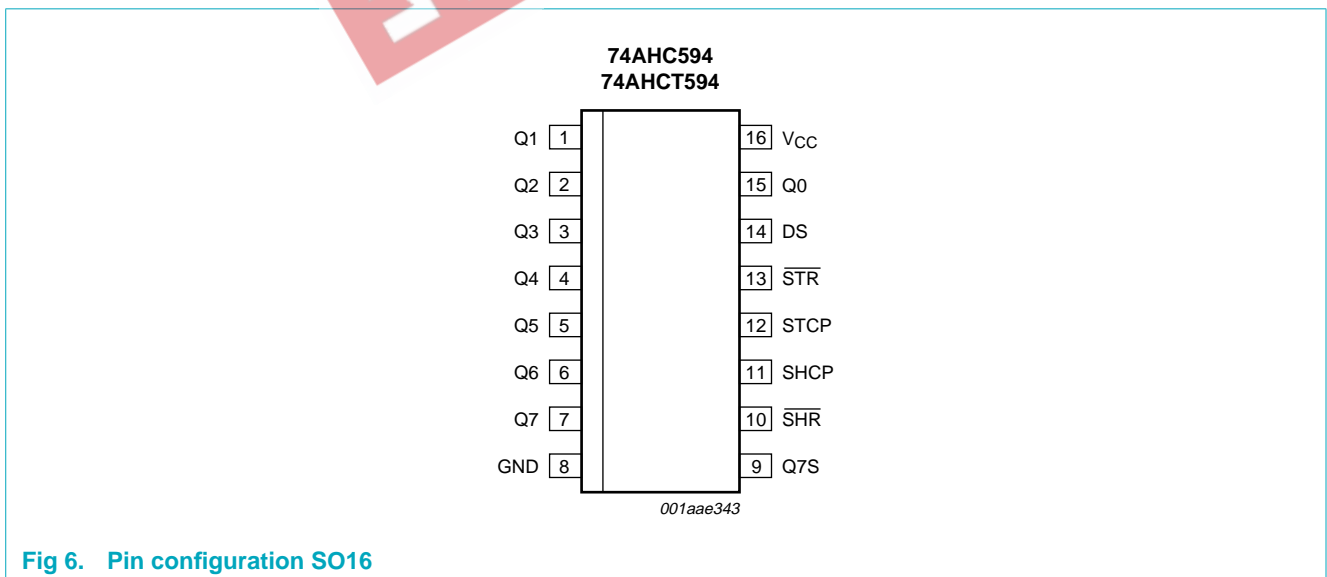 74AHC594
74AHCT594
Q1 1 16 VCC
Q2 2 15 Q0
Q3 3 14 DS
Q4 4 13 S̅T̅R̅
Q5 5 12 STCP
Q6 6 11 SHCP
Q7 7 10 S̅H̅R̅
GND 8 9 Q7S
001aae343
Fig 6. Pin configuration SO16